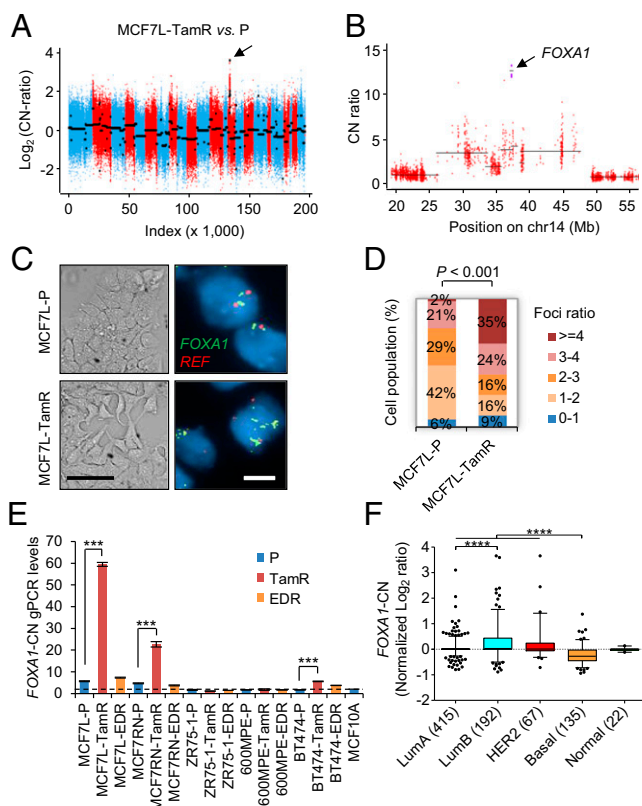 A
MCF7L-TamR vs. P
Log2 (CN-ratio)
4
2
0
-2
0 50 100 150 200
Index (x 1,000)
B
FOXA1
CN ratio
15
10
5
0
20 25 30 35 40 45 50 55
Position on chr14 (Mb)
C
MCF7L-P
MCF7L-TamR
FOXA1
REF
D
P < 0.001
Cell population (%)
2%
21%
29%
42%
6%
35%
24%
16%
16%
9%
MCF7L-P
MCF7L-TamR
Foci ratio
>=4
3-4
2-3
1-2
0-1
E
FOXA1-CN gPCR levels
70
60
50
40
30
20
10
0
***
***
***
P
TamR
EDR
MCF7L-P
MCF7L-TamR
MCF7L-EDR
MCF7RN-P
MCF7RN-TamR
MCF7RN-EDR
ZR75-1-P
ZR75-1-TamR
ZR75-1-EDR
600MPE-P
600MPE-TamR
600MPE-EDR
BT474-P
BT474-TamR
BT474-EDR
MCF10A
F
FOXA1-CN
(Normalized Log2 ratio)
4
3
2
1
0
-1
-2
****
****
LumA (415)
LumB (192)
HER2 (67)
Basal (135)
Normal (22)